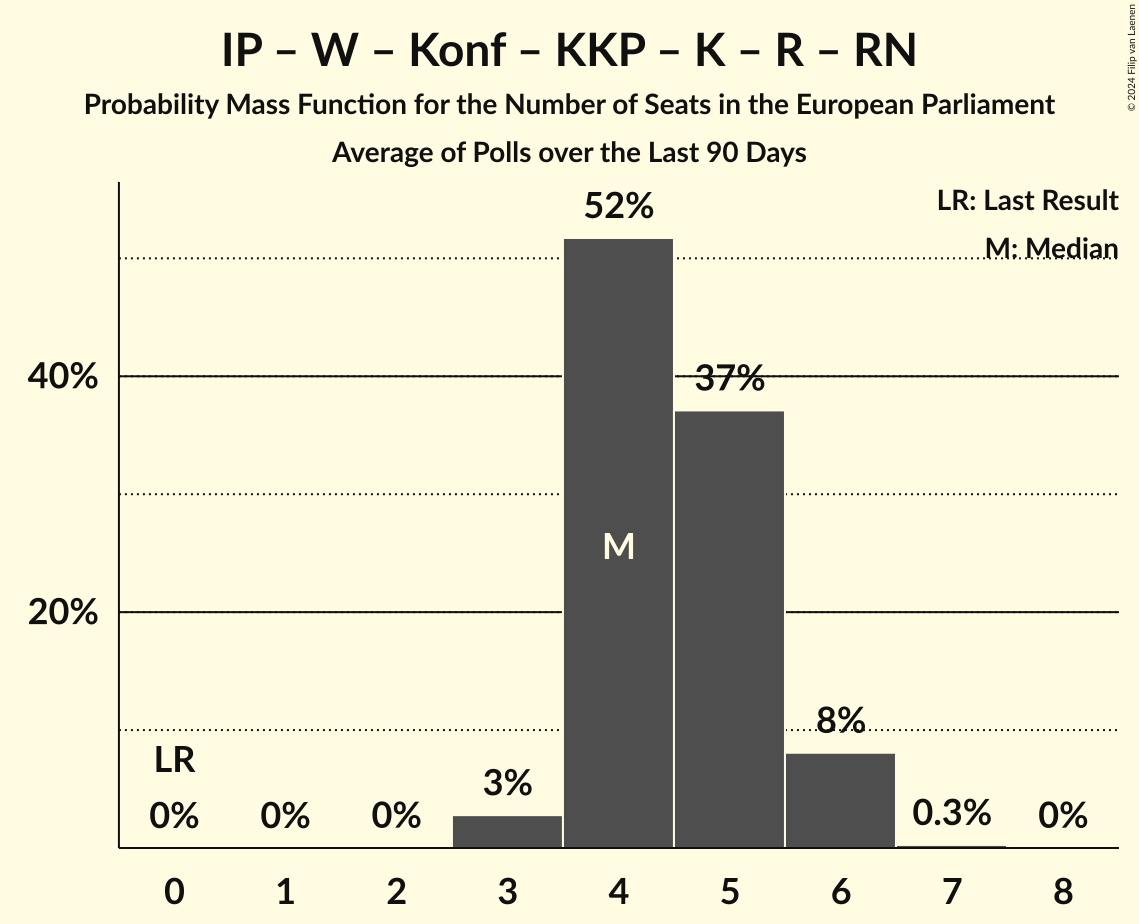 IP – W – Konf – KKP – K – R – RN
Probability Mass Function for the Number of Seats in the European Parliament
Average of Polls over the Last 90 Days
© 2024 Filip van Laenen
LR: Last Result
M: Median
52%
40%
37%
M
20%
8%
LR
3%
0% 0% 0% 0.3% 0%
0 1 2 3 4 5 6 7 8